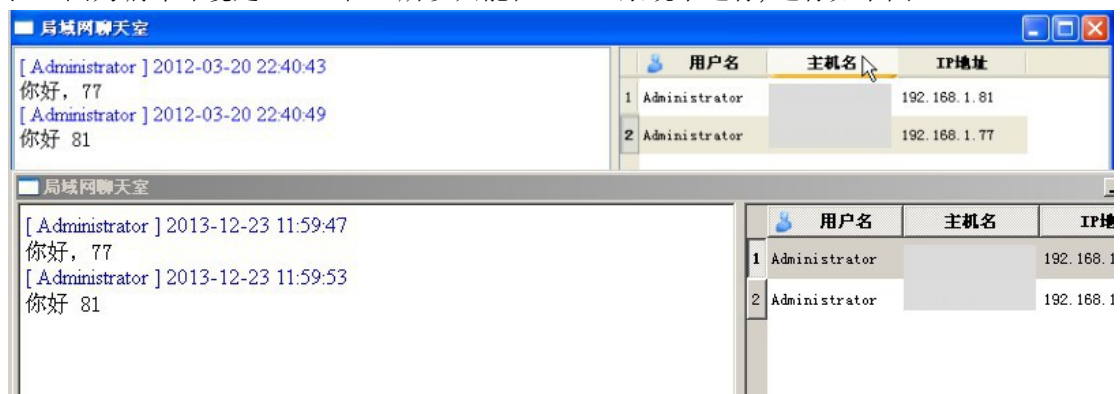 局域网聊天室
[ Administrator ] 2012-03-20 22:40:43
你好，77
[ Administrator ] 2012-03-20 22:40:49
你好 81
用户名 主机名 IP地址
1 Administrator 192.168.1.81
2 Administrator 192.168.1.77
局域网聊天室
[ Administrator ] 2013-12-23 11:59:47
你好，77
[ Administrator ] 2013-12-23 11:59:53
你好 81
用户名 主机名 IP
1 Administrator 192.168.1
2 Administrator 192.168.1